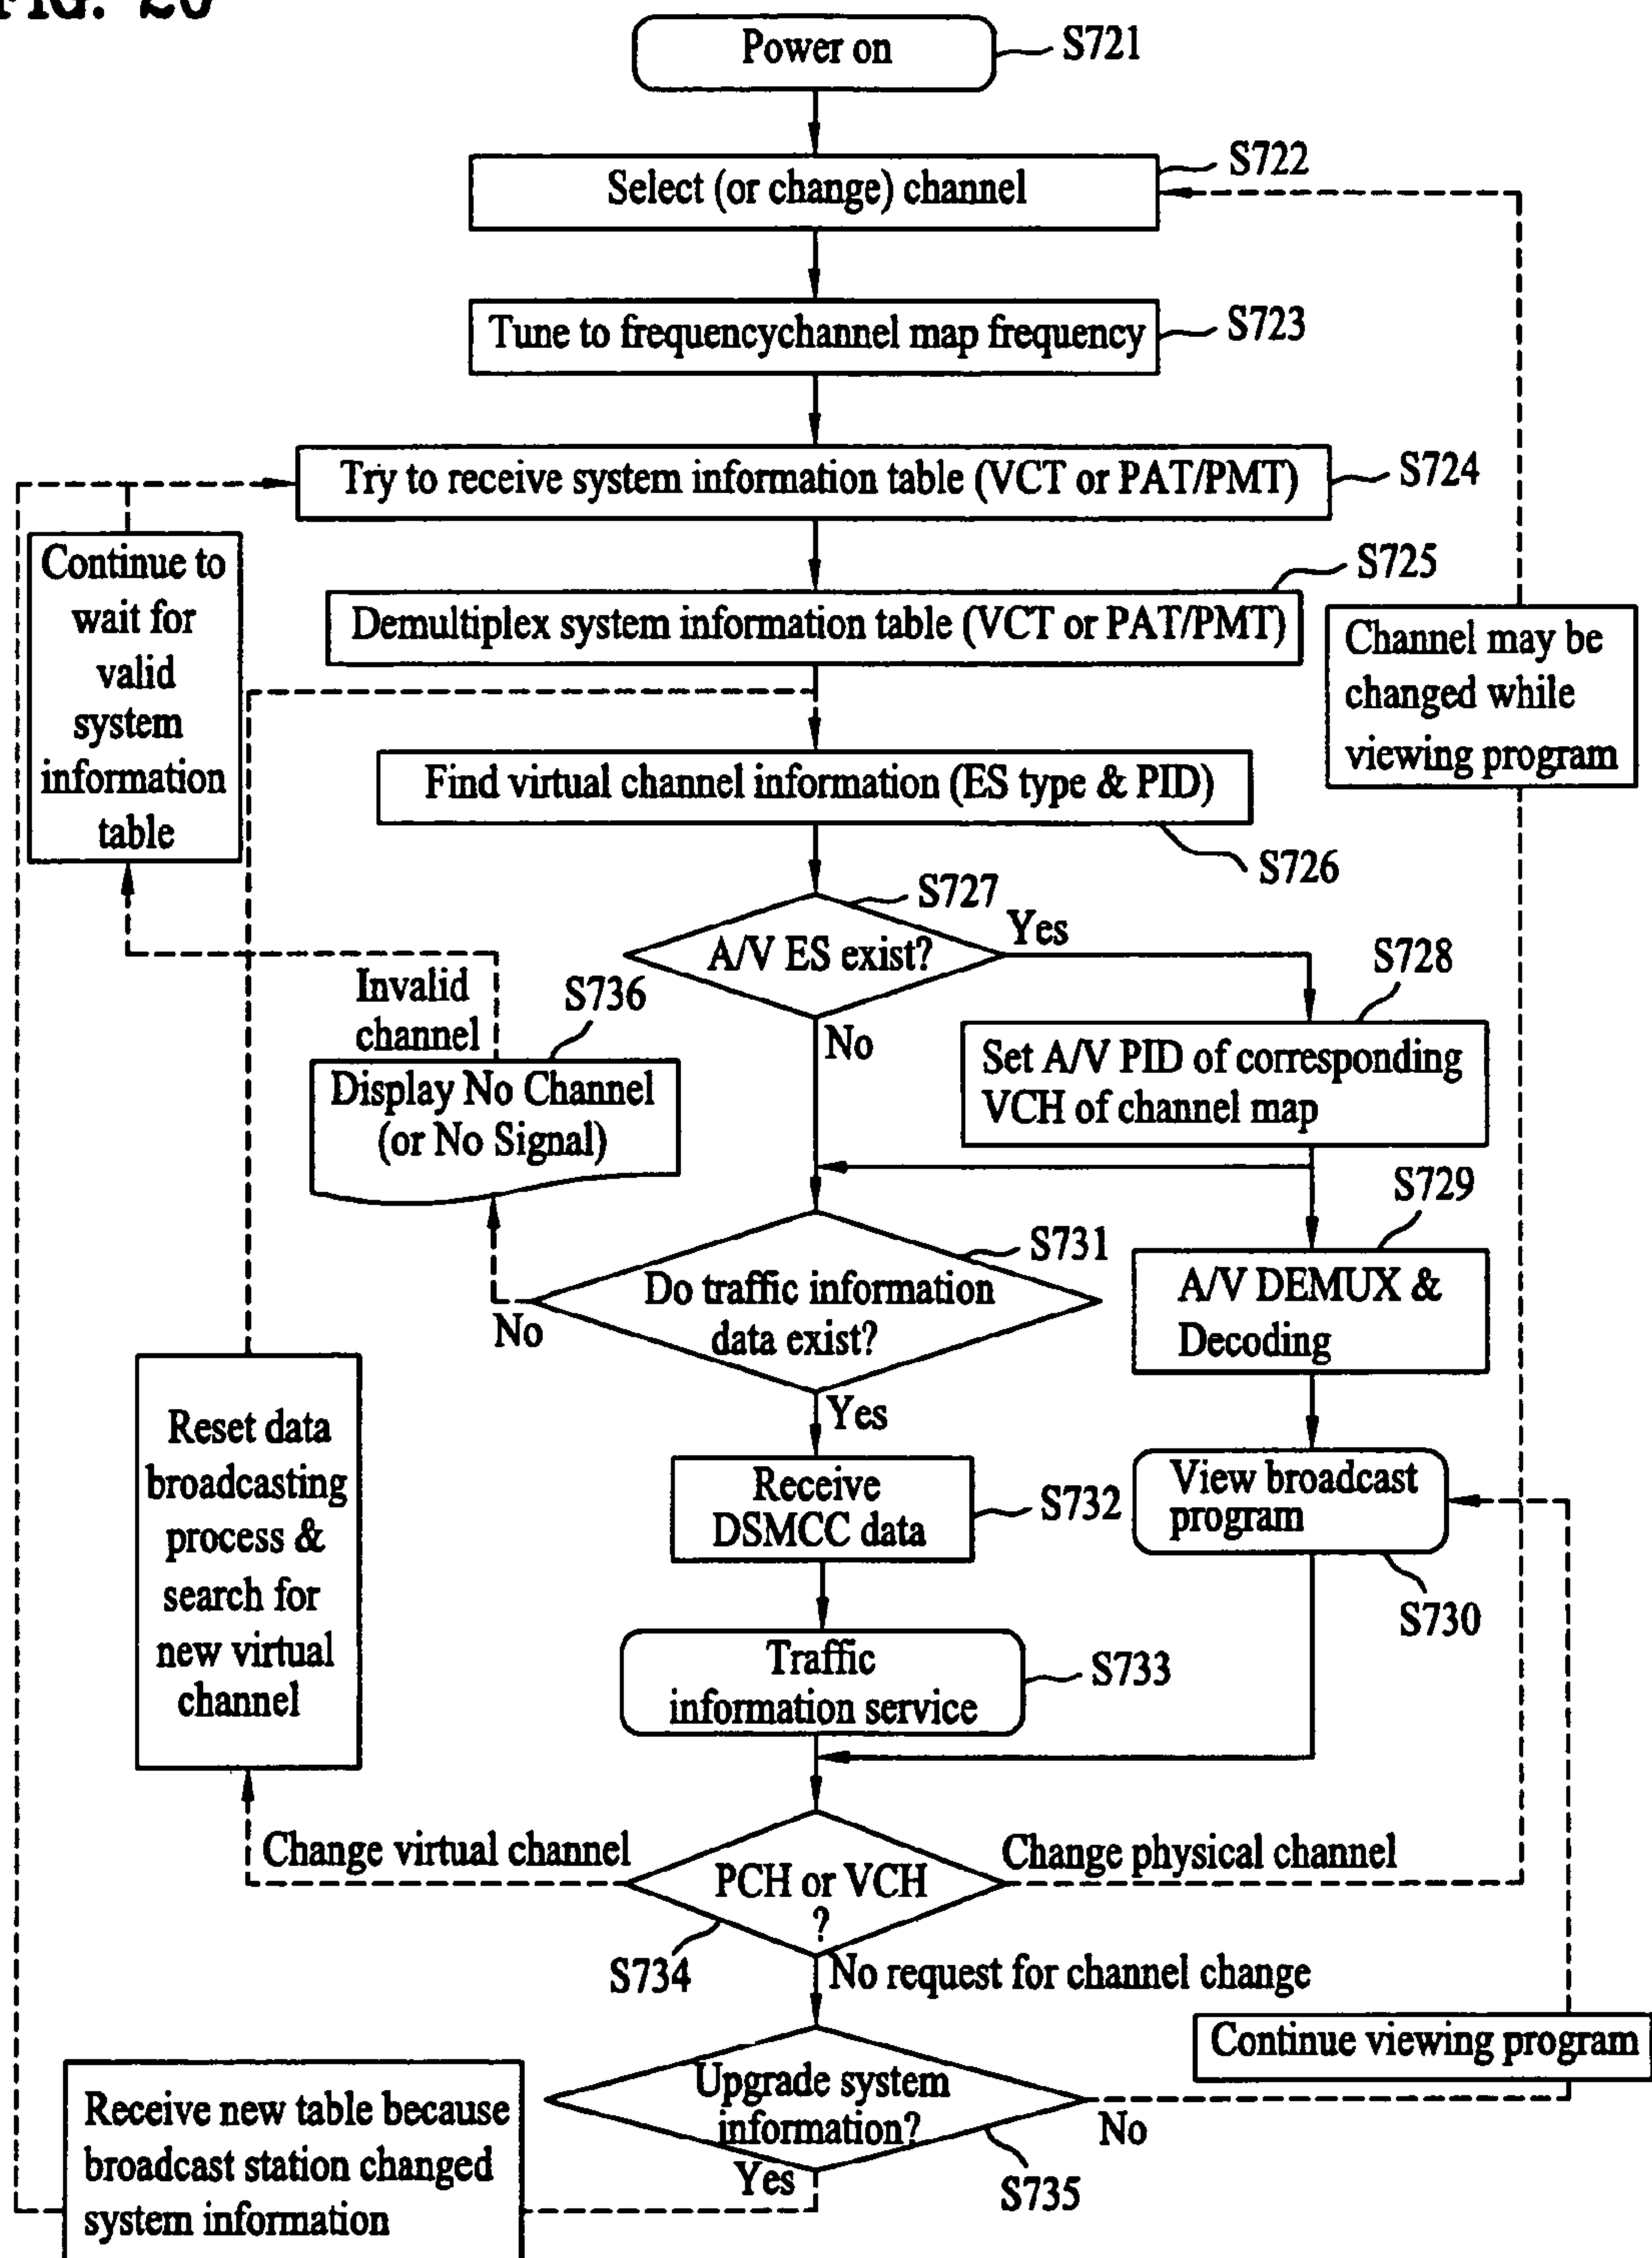 FIG. 20
Power on
S721
Select (or change) channel
S722
Tune to frequencychannel map frequency
S723
Try to receive system information table (VCT or PAT/PMT)
S724
Continue to
wait for
valid
system
information
table
Demultiplex system information table (VCT or PAT/PMT)
S725
Channel may be
changed while
viewing program
Find virtual channel information (ES type & PID)
S726
S727
A/V ES exist?
Yes
No
S728
Set A/V PID of corresponding
VCH of channel map
Invalid
channel
S736
Display No Channel
(or No Signal)
S729
A/V DEMUX &
Decoding
S731
Do traffic information
data exist?
No
Yes
Reset data
broadcasting
process &
search for
new virtual
channel
Receive
DSMCC data
S732
View broadcast
program
S730
Traffic
information service
S733
Change virtual channel
PCH or VCH
?
Change physical channel
S734
No request for channel change
Continue viewing program
Upgrade system
information?
No
Yes
S735
Receive new table because
broadcast station changed
system information